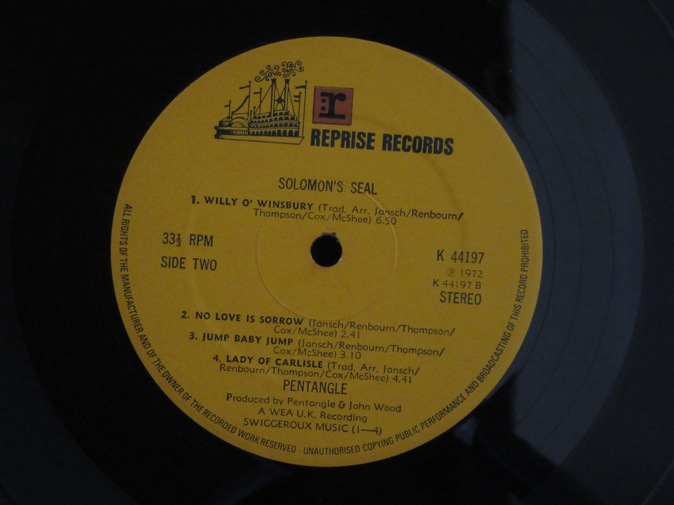 r
REPRISE RECORDS
SOLOMON'S SEAL
1. WILLY O' WINSBURY (Trad. Arr. Jansch/Renbourn/
Thompson/Cox/McShee) 6.50
33⅓ RPM
SIDE TWO
K 44197
℗ 1972
K 44197 B
STEREO
2. NO LOVE IS SORROW (Jansch/Renbourn/Thompson/
Cox/McShee) 2.41
3. JUMP BABY JUMP (Jansch/Renbourn/Thompson/
Cox/McShee) 3.10
4. LADY OF CARLISLE (Trad. Arr. Jansch/
Renbourn/Thompson/Cox/McShee) 4.41
PENTANGLE
Produced by Pentangle & John Wood
A WEA U.K. Recording
SWIGGEROUX MUSIC (1—4)
ALL RIGHTS OF THE MANUFACTURER AND OF THE OWNER OF THE RECORDED WORK RESERVED · UNAUTHORISED COPYING PUBLIC PERFORMANCE AND BROADCASTING OF THIS RECORD PROHIBITED